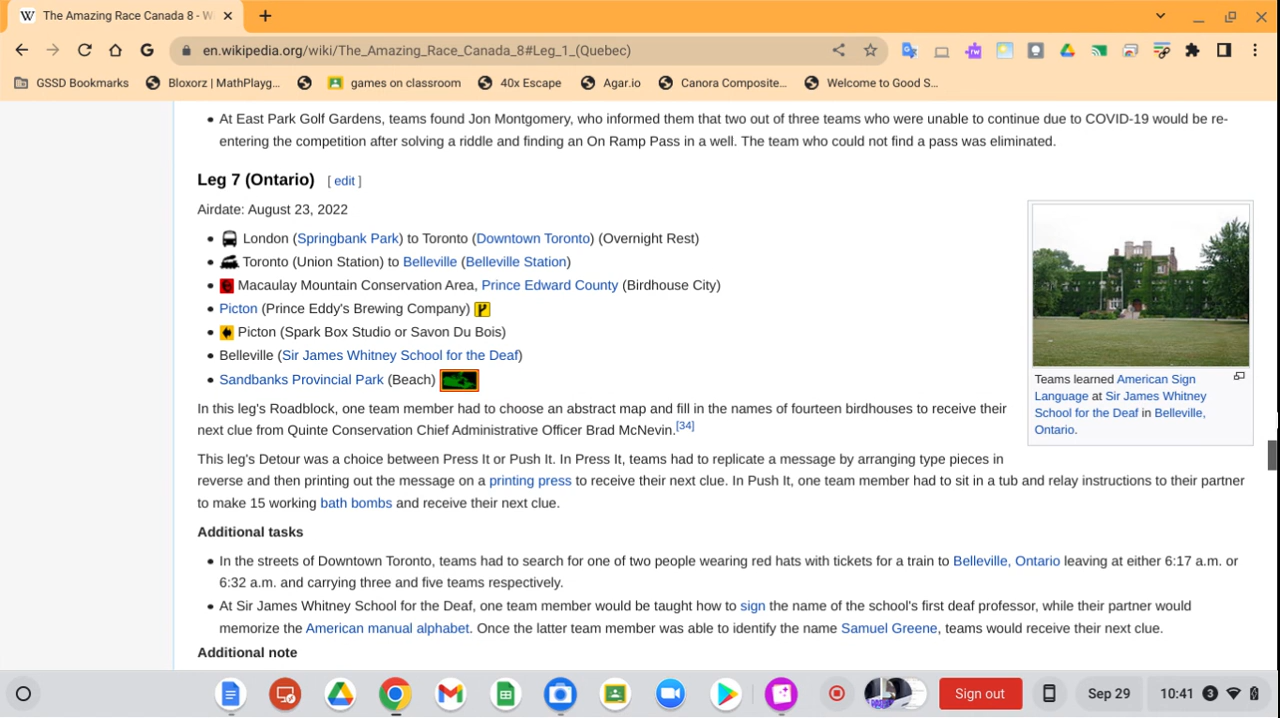 The Amazing Race Canada 8 - W
en.wikipedia.org/wiki/The_Amazing_Race_Canada_8#Leg_1_(Quebec)
GSSD Bookmarks
Bloxorz | MathPlayg...
games on classroom
40x Escape
Agar.io
Canora Composite...
Welcome to Good S...
• At East Park Golf Gardens, teams found Jon Montgomery, who informed them that two out of three teams who were unable to continue due to COVID-19 would be re-
entering the competition after solving a riddle and finding an On Ramp Pass in a well. The team who could not find a pass was eliminated.
Leg 7 (Ontario) [ edit ]
Airdate: August 23, 2022
• London (Springbank Park) to Toronto (Downtown Toronto) (Overnight Rest)
• Toronto (Union Station) to Belleville (Belleville Station)
• Macaulay Mountain Conservation Area, Prince Edward County (Birdhouse City)
• Picton (Prince Eddy's Brewing Company)
• Picton (Spark Box Studio or Savon Du Bois)
• Belleville (Sir James Whitney School for the Deaf)
• Sandbanks Provincial Park (Beach)
Teams learned American Sign
Language at Sir James Whitney
School for the Deaf in Belleville,
Ontario.
In this leg's Roadblock, one team member had to choose an abstract map and fill in the names of fourteen birdhouses to receive their
next clue from Quinte Conservation Chief Administrative Officer Brad McNevin.[34]
This leg's Detour was a choice between Press It or Push It. In Press It, teams had to replicate a message by arranging type pieces in
reverse and then printing out the message on a printing press to receive their next clue. In Push It, one team member had to sit in a tub and relay instructions to their partner
to make 15 working bath bombs and receive their next clue.
Additional tasks
• In the streets of Downtown Toronto, teams had to search for one of two people wearing red hats with tickets for a train to Belleville, Ontario leaving at either 6:17 a.m. or
6:32 a.m. and carrying three and five teams respectively.
• At Sir James Whitney School for the Deaf, one team member would be taught how to sign the name of the school's first deaf professor, while their partner would
memorize the American manual alphabet. Once the latter team member was able to identify the name Samuel Greene, teams would receive their next clue.
Additional note
Sign out
Sep 29
10:41
3